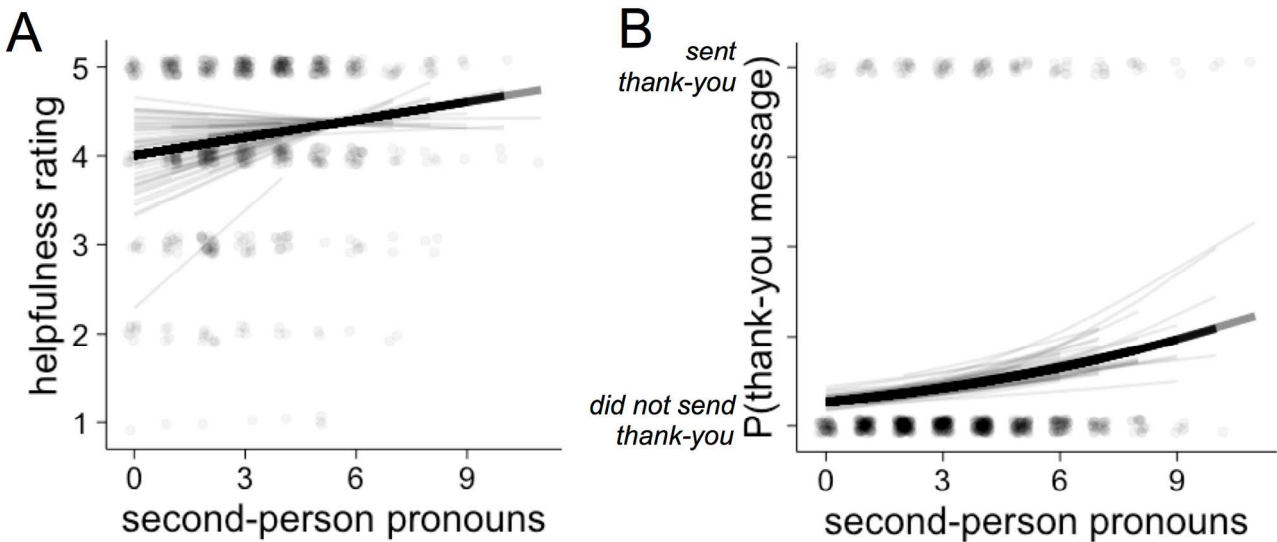 A
helpfulness rating
5
4
3
2
1
0
3
6
9
second-person pronouns
B
sent
thank-you
did not send
thank-you
P(thank-you message)
0
3
6
9
second-person pronouns